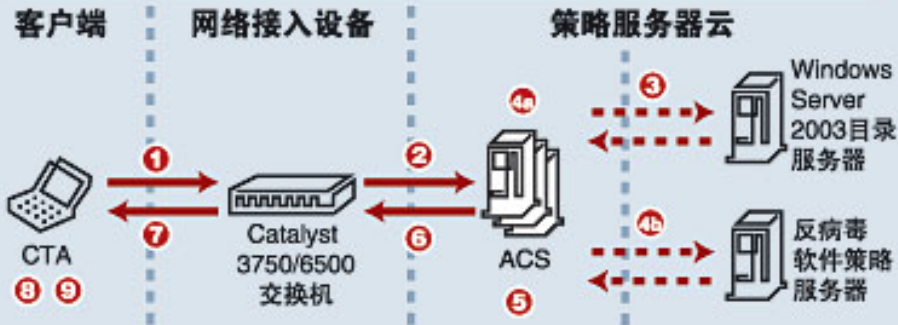 客户端 网络接入设备 策略服务器云
Windows
Server
2003目录
服务器
3
4a
1
2
CTA
8 9
7
Catalyst
3750/6500
交换机
6
ACS
5
4b
反病毒
软件策略
服务器